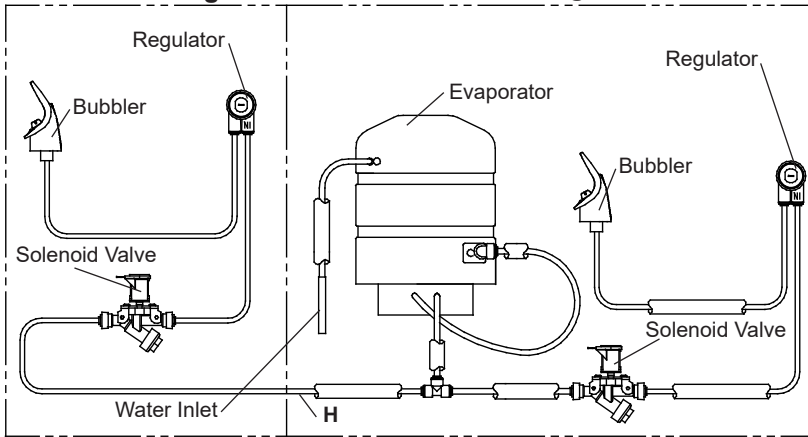 Regulator
Bubbler
Solenoid Valve
Water Inlet
H
Evaporator
Regulator
Bubbler
Solenoid Valve